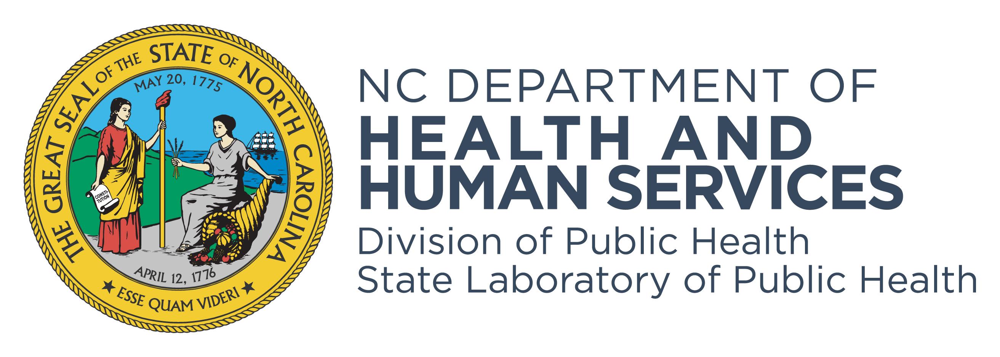 THE GREAT SEAL OF THE STATE OF NORTH CAROLINA
MAY 20, 1775
CONSTI-
TUTION
APRIL 12, 1776
★ ESSE QUAM VIDERI ★
NC DEPARTMENT OF
HEALTH AND
HUMAN SERVICES
Division of Public Health
State Laboratory of Public Health